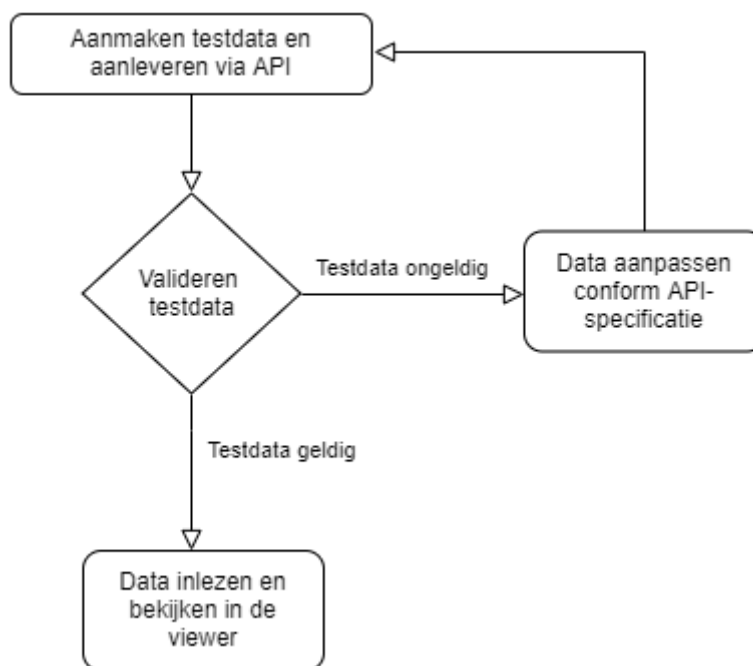 Aanmaken testdata en
aanleveren via API
Valideren
testdata
Testdata ongeldig
Data aanpassen
conform API-
specificatie
Testdata geldig
Data inlezen en
bekijken in de
viewer